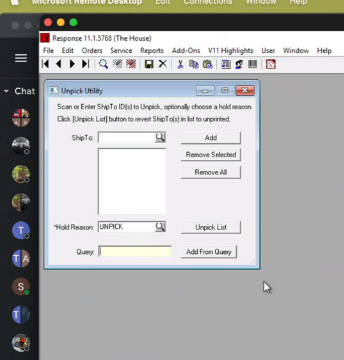 Microsoft Remote Desktop Edit Connections Window Help
Response 11.1.5768 (The House)
File Edit Orders Service Reports Add-Ons V11 Highlights User Window Help
Chat
Unpick Utility
Scan or Enter ShipTo ID(s) to Unpick, optionally choose a hold reason.
Click [Unpick List] button to revert ShipTo(s) in list to unprinted.
ShipTo: Add
Remove Selected
Remove All
*Hold Reason: UNPICK Unpick List
Query: Add From Query
T
TA
S
T